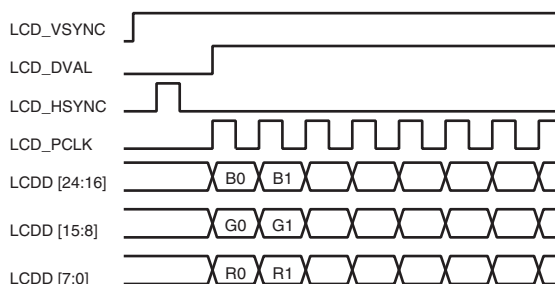 LCD_VSYNC
LCD_DVAL
LCD_HSYNC
LCD_PCLK
LCDD [24:16] B0 B1
LCDD [15:8] G0 G1
LCDD [7:0] R0 R1